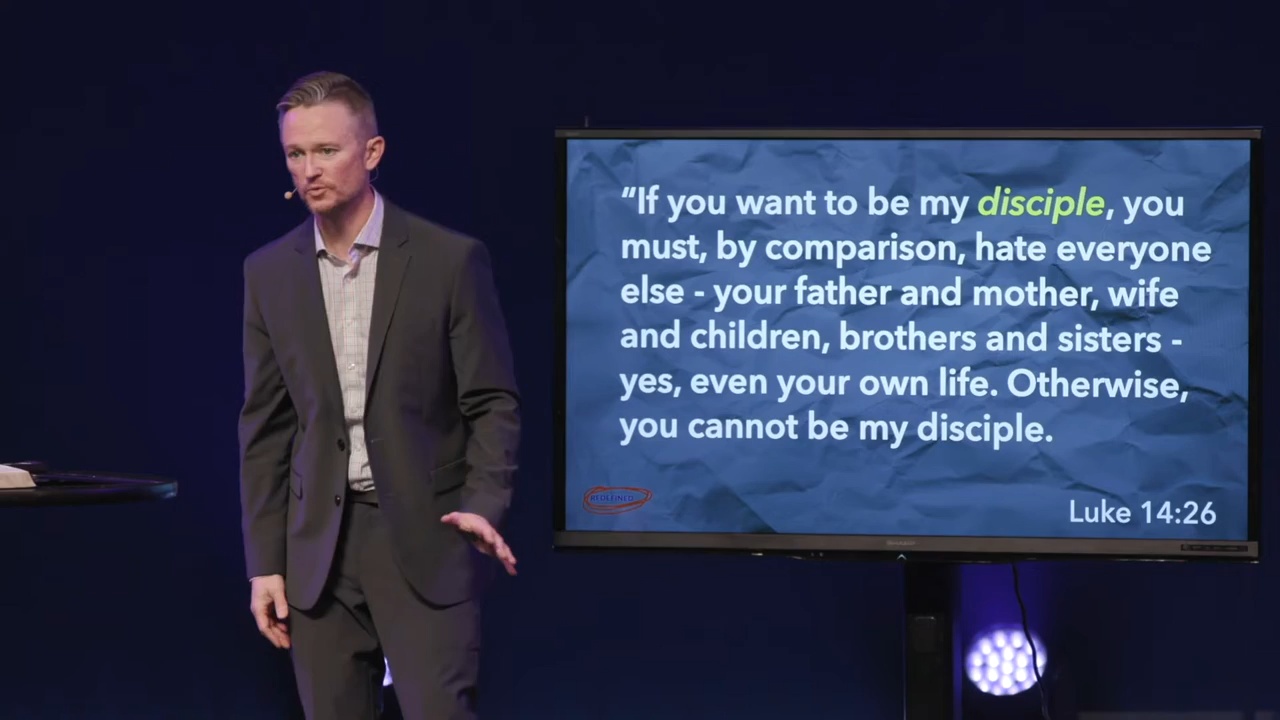 “If you want to be my disciple, you
must, by comparison, hate everyone
else - your father and mother, wife
and children, brothers and sisters -
yes, even your own life. Otherwise,
you cannot be my disciple.
REDEFINED
Luke 14:26
SHARP